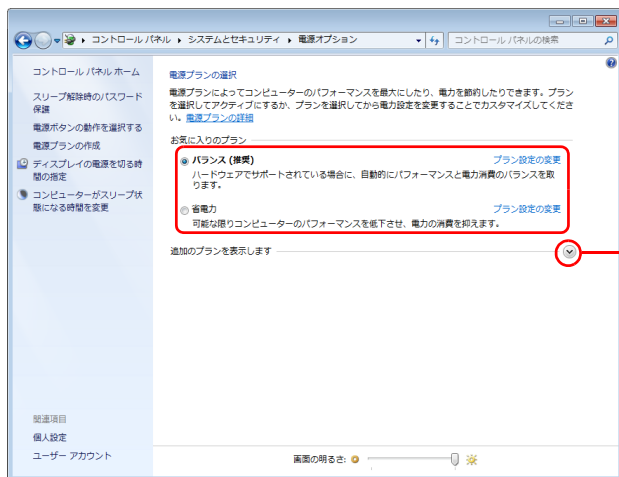 コントロール パネル ▸ システムとセキュリティ ▸ 電源オプション
コントロール パネルの検索
コントロール パネル ホーム
スリープ解除時のパスワード
保護
電源ボタンの動作を選択する
電源プランの作成
ディスプレイの電源を切る時
間の指定
コンピューターがスリープ状
態になる時間を変更
関連項目
個人設定
ユーザー アカウント
電源プランの選択
電源プランによってコンピューターのパフォーマンスを最大にしたり、電力を節約したりできます。プラン
を選択してアクティブにするか、プランを選択してから電力設定を変更することでカスタマイズしてくださ
い。電源プランの詳細
お気に入りのプラン
バランス (推奨) プラン設定の変更
ハードウェアでサポートされている場合に、自動的にパフォーマンスと電力消費のバランスを取
ります。
省電力 プラン設定の変更
可能な限りコンピューターのパフォーマンスを低下させ、電力の消費を抑えます。
追加のプランを表示します
画面の明るさ: